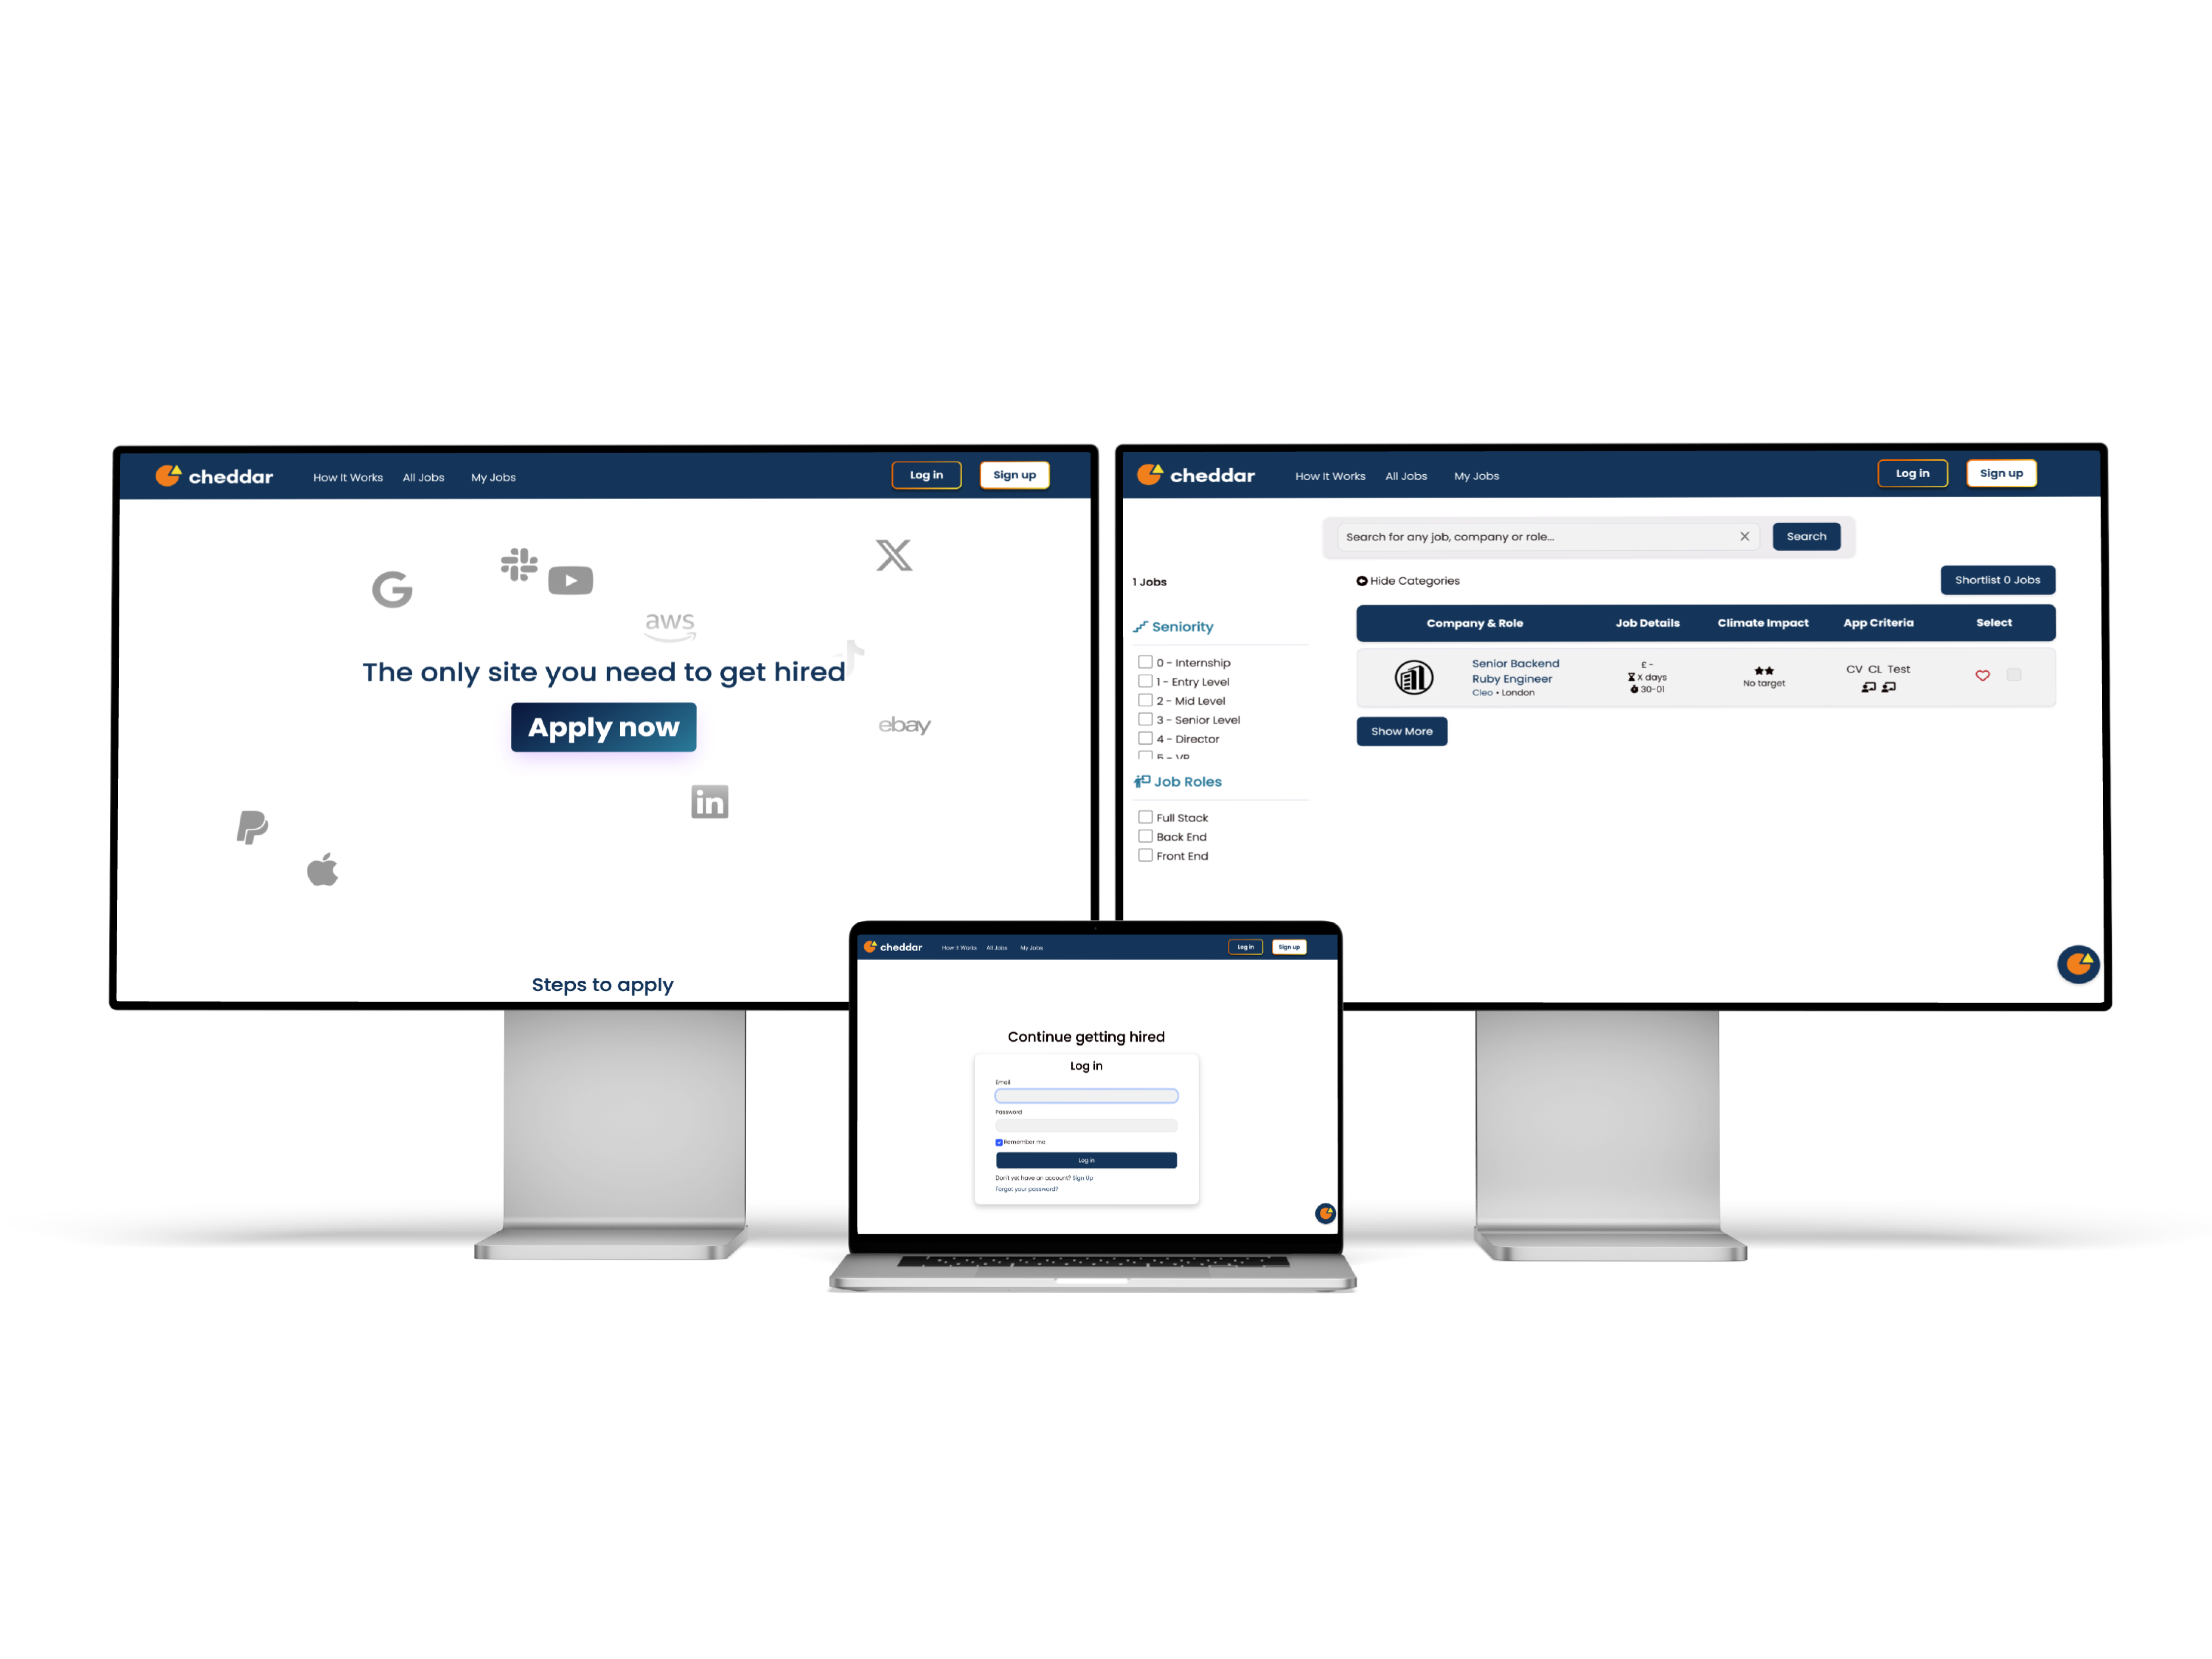 cheddar How It Works All Jobs My Jobs Log in Sign up
aws
The only site you need to get hired
Apply now
ebay
in
Steps to apply
cheddar How It Works All Jobs My Jobs Log in Sign up
Search for any job, company or role... Search
1 Jobs Hide Categories Shortlist 0 Jobs
Seniority
0 - Internship
1 - Entry Level
2 - Mid Level
3 - Senior Level
4 - Director
5 - VP
Job Roles
Full Stack
Back End
Front End
Company & Role Job Details Climate Impact App Criteria Select
Senior Backend
Ruby Engineer
Cleo • London
£ -
X days
30-01
No target
CV CL Test
Show More
cheddar How It Works All Jobs My Jobs Log in Sign up
Continue getting hired
Log in
Email
Password
Remember me
Log in
Don't yet have an account? Sign Up
Forgot your password?